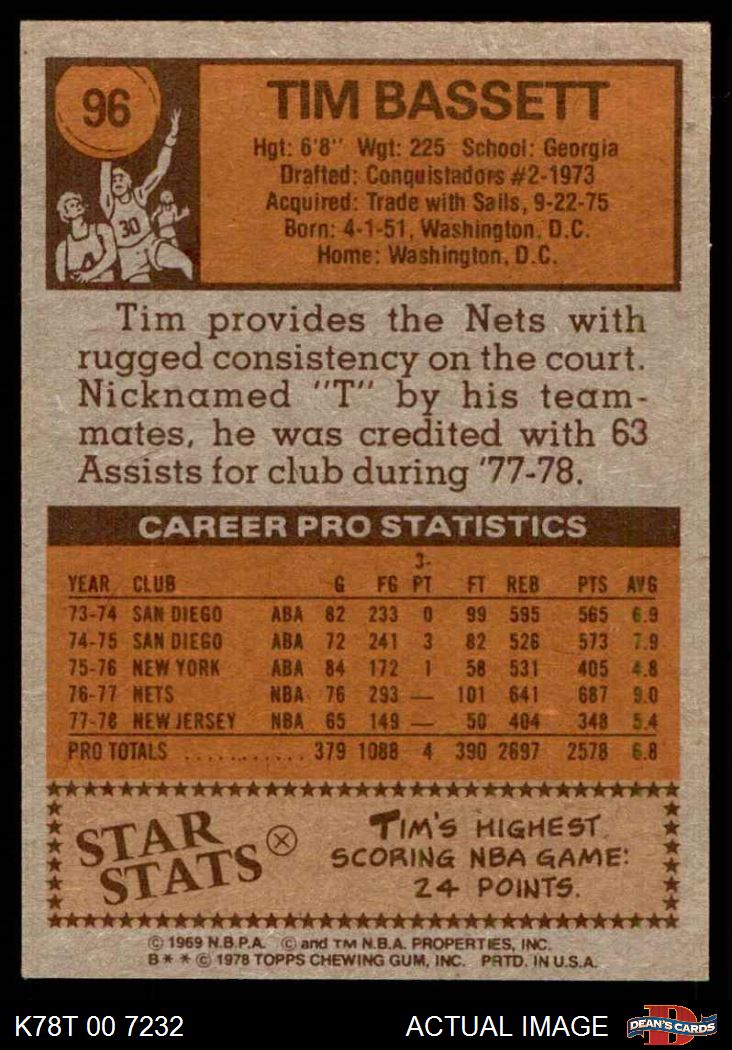 96
30
TIM BASSETT
Hgt: 6'8" Wgt: 225 School: Georgia
Drafted: Conquistadors #2-1973
Acquired: Trade with Sails, 9-22-75
Born: 4-1-51, Washington, D.C.
Home: Washington, D.C.
Tim provides the Nets with
rugged consistency on the court.
Nicknamed "T" by his team-
mates, he was credited with 63
Assists for club during '77-78.
CAREER PRO STATISTICS
YEAR CLUB G FG 3-PT FT REB PTS AVG
73-74 SAN DIEGO ABA 82 233 0 99 595 565 6.9
74-75 SAN DIEGO ABA 72 241 3 82 526 573 7.9
75-76 NEW YORK ABA 84 172 1 58 531 405 4.8
76-77 NETS NBA 76 293 — 101 641 687 9.0
77-78 NEW JERSEY NBA 65 149 — 50 404 348 5.4
PRO TOTALS ............ 379 1088 4 390 2697 2578 6.8
STAR STATS
TIM'S HIGHEST
SCORING NBA GAME:
24 POINTS.
© 1969 N.B.P.A. © and TM N.B.A. PROPERTIES, INC.
B* * © 1978 TOPPS CHEWING GUM, INC. PRTD. IN U.S.A.
K78T 00 7232 ACTUAL IMAGE DEAN'S CARDS